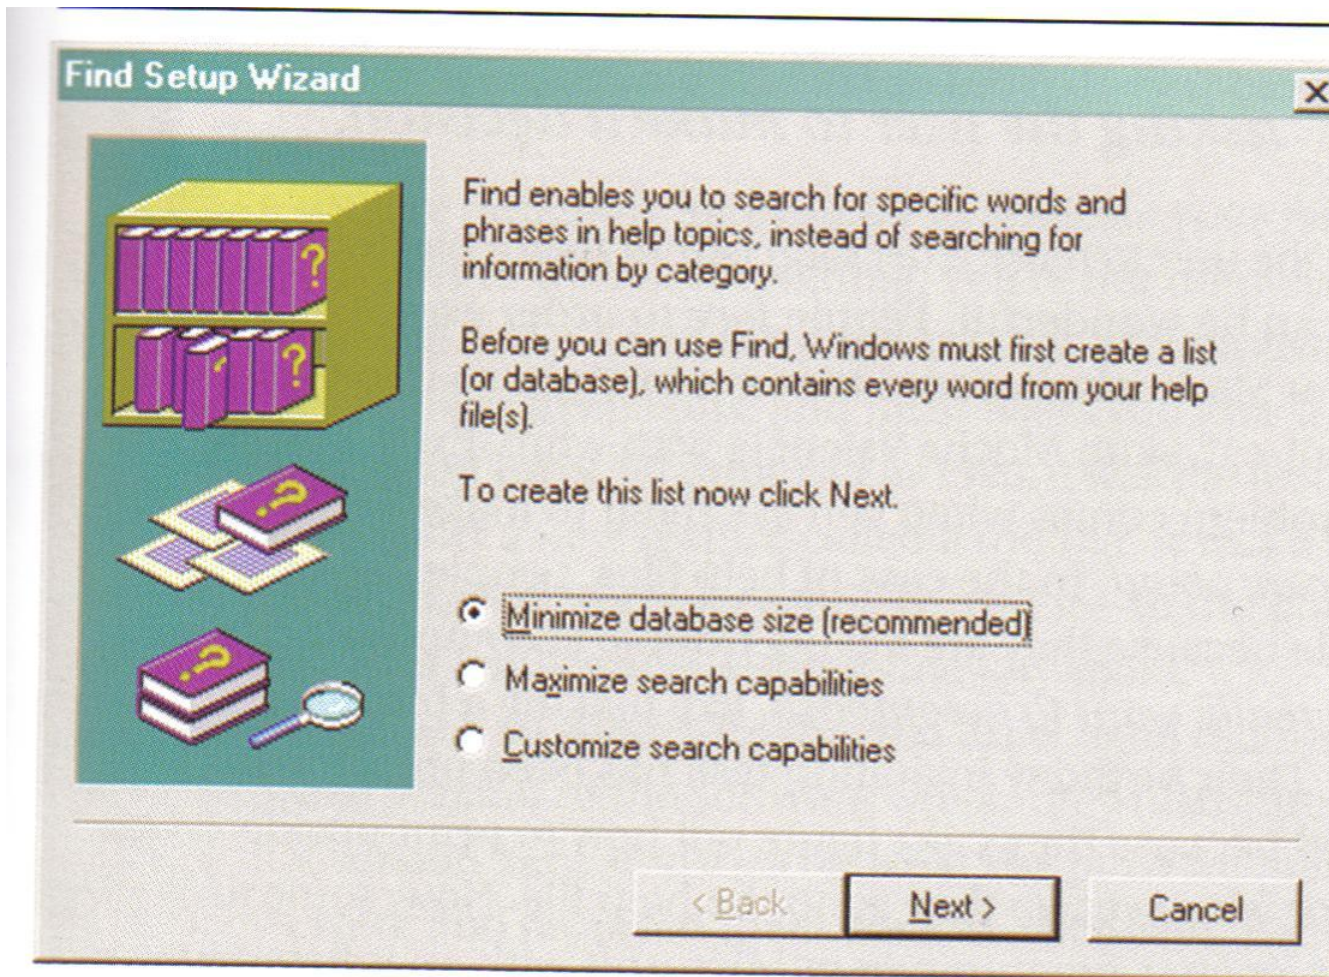 Find Setup Wizard
Find enables you to search for specific words and
phrases in help topics, instead of searching for
information by category.
Before you can use Find, Windows must first create a list
(or database), which contains every word from your help
file(s).
To create this list now click Next.
Minimize database size (recommended)
Maximize search capabilities
Customize search capabilities
< Back
Next >
Cancel